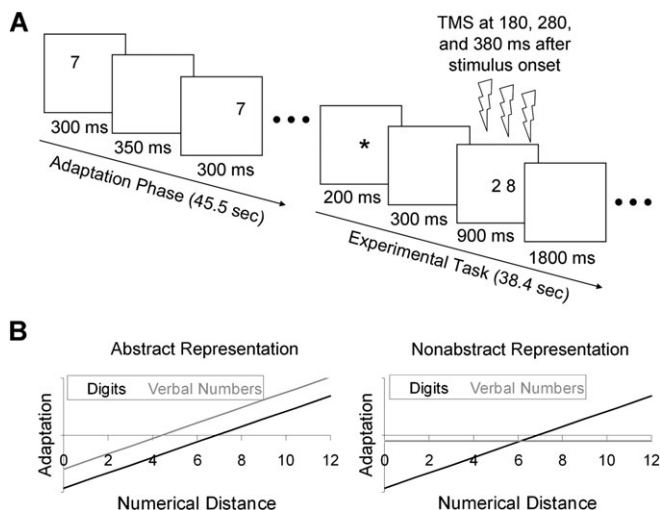 A
TMS at 180, 280,
and 380 ms after
stimulus onset
7
7
*
2 8
300 ms
350 ms
300 ms
200 ms
300 ms
900 ms
1800 ms
Adaptation Phase (45.5 sec)
Experimental Task (38.4 sec)
B
Abstract Representation
Digits Verbal Numbers
Adaptation
0 2 4 6 8 10 12
Numerical Distance
Nonabstract Representation
Digits Verbal Numbers
Adaptation
0 2 4 6 8 10 12
Numerical Distance